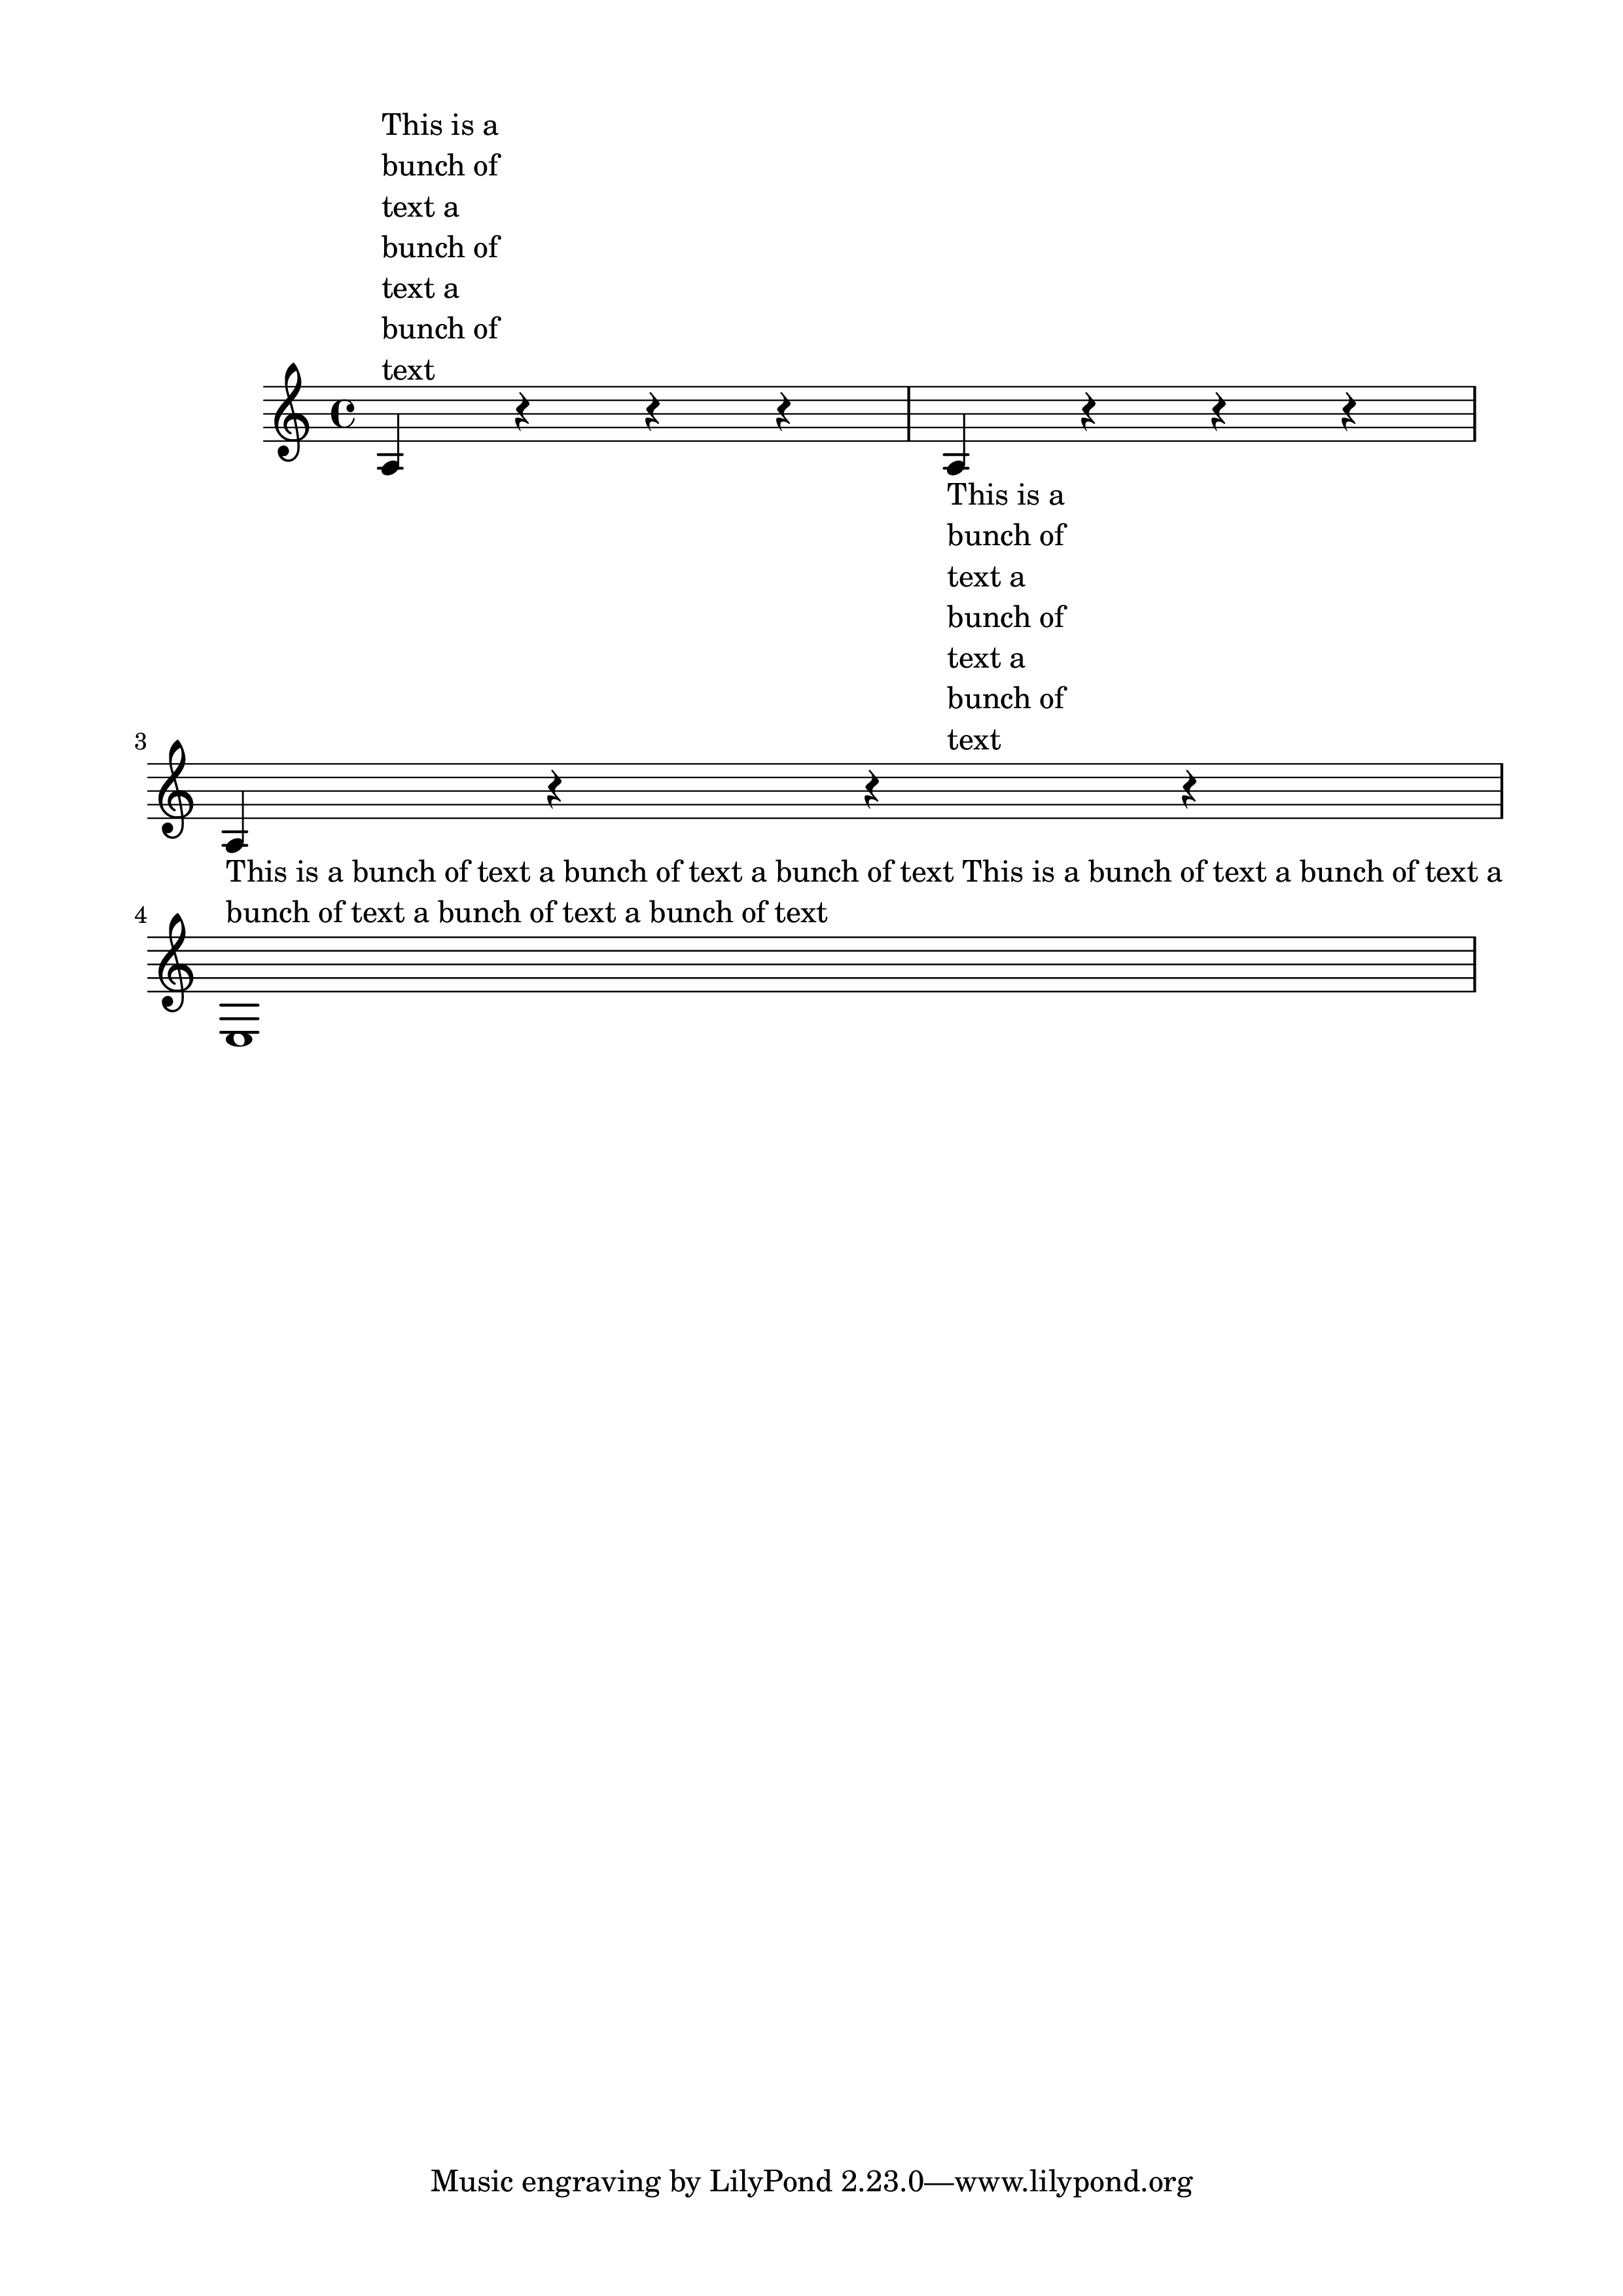 This is a
bunch of
text a
bunch of
text a
bunch of
text
This is a
bunch of
text a
bunch of
text a
bunch of
text
3
This is a bunch of text a bunch of text a bunch of text This is a bunch of text a bunch of text a
bunch of text a bunch of text a bunch of text
4
Music engraving by LilyPond 2.23.0—www.lilypond.org